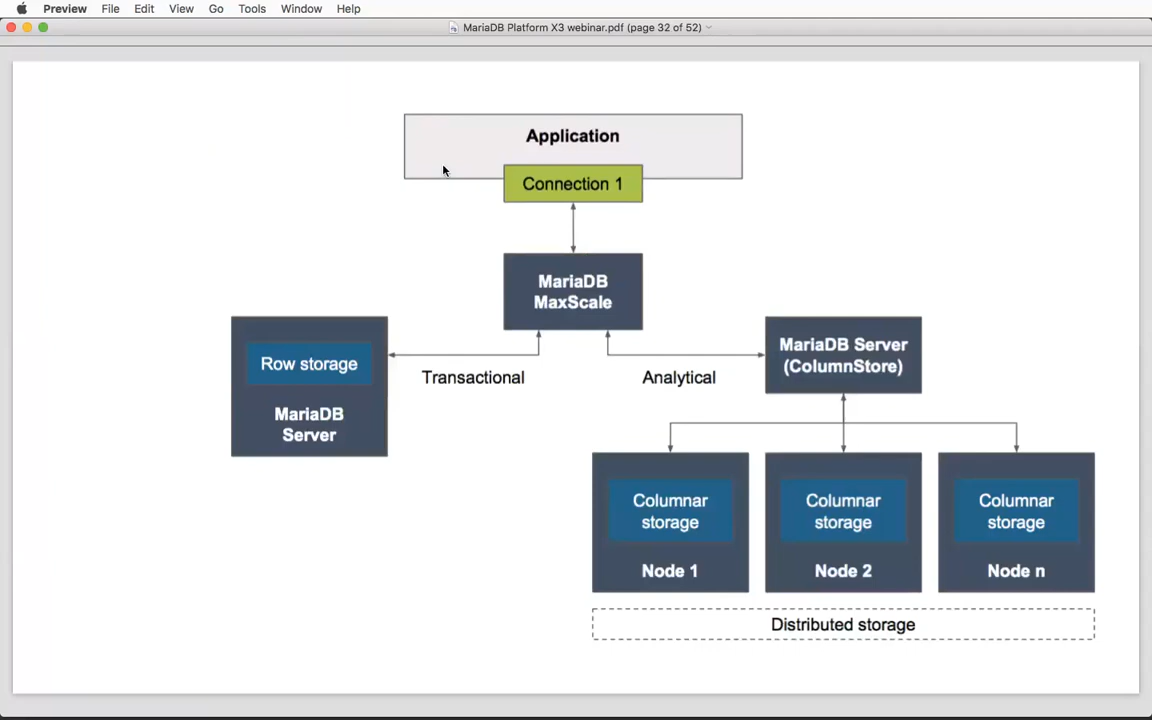 Preview File Edit View Go Tools Window Help
MariaDB Platform X3 webinar.pdf (page 32 of 52)
Application
Connection 1
MariaDB
MaxScale
Row storage
MariaDB
Server
Transactional
Analytical
MariaDB Server
(ColumnStore)
Columnar
storage
Node 1
Columnar
storage
Node 2
Columnar
storage
Node n
Distributed storage